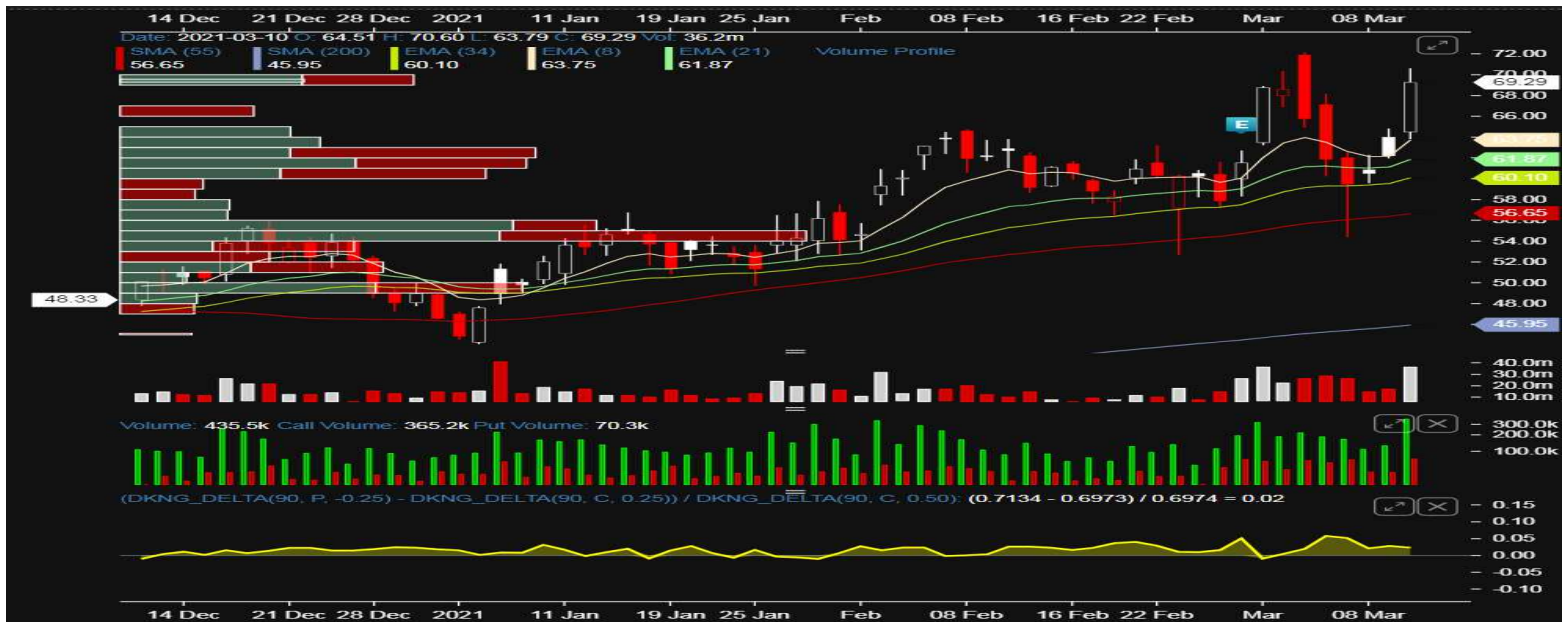 14 Dec 21 Dec 28 Dec 2021 11 Jan 19 Jan 25 Jan Feb 08 Feb 16 Feb 22 Feb Mar 08 Mar
Date: 2021-03-10 O: 64.51 H: 70.60 L: 63.79 C: 69.29 Vol: 36.2m
SMA (55) SMA (200) EMA (34) EMA (8) EMA (21) Volume Profile
56.65 45.95 60.10 63.75 61.87
72.00
70.00
69.29
68.00
66.00
E
63.75
61.87
60.10
58.00
56.65
56.00
54.00
52.00
50.00
48.33
48.00
45.95
40.0m
30.0m
20.0m
10.0m
Volume: 435.5k Call Volume: 365.2k Put Volume: 70.3k
300.0k
200.0k
100.0k
(DKNG_DELTA(90, P, -0.25) - DKNG_DELTA(90, C, 0.25)) / DKNG_DELTA(90, C, 0.50): (0.7134 - 0.6973) / 0.6974 = 0.02
0.15
0.10
0.05
0.00
-0.05
-0.10
14 Dec 21 Dec 28 Dec 2021 11 Jan 19 Jan 25 Jan Feb 08 Feb 16 Feb 22 Feb Mar 08 Mar